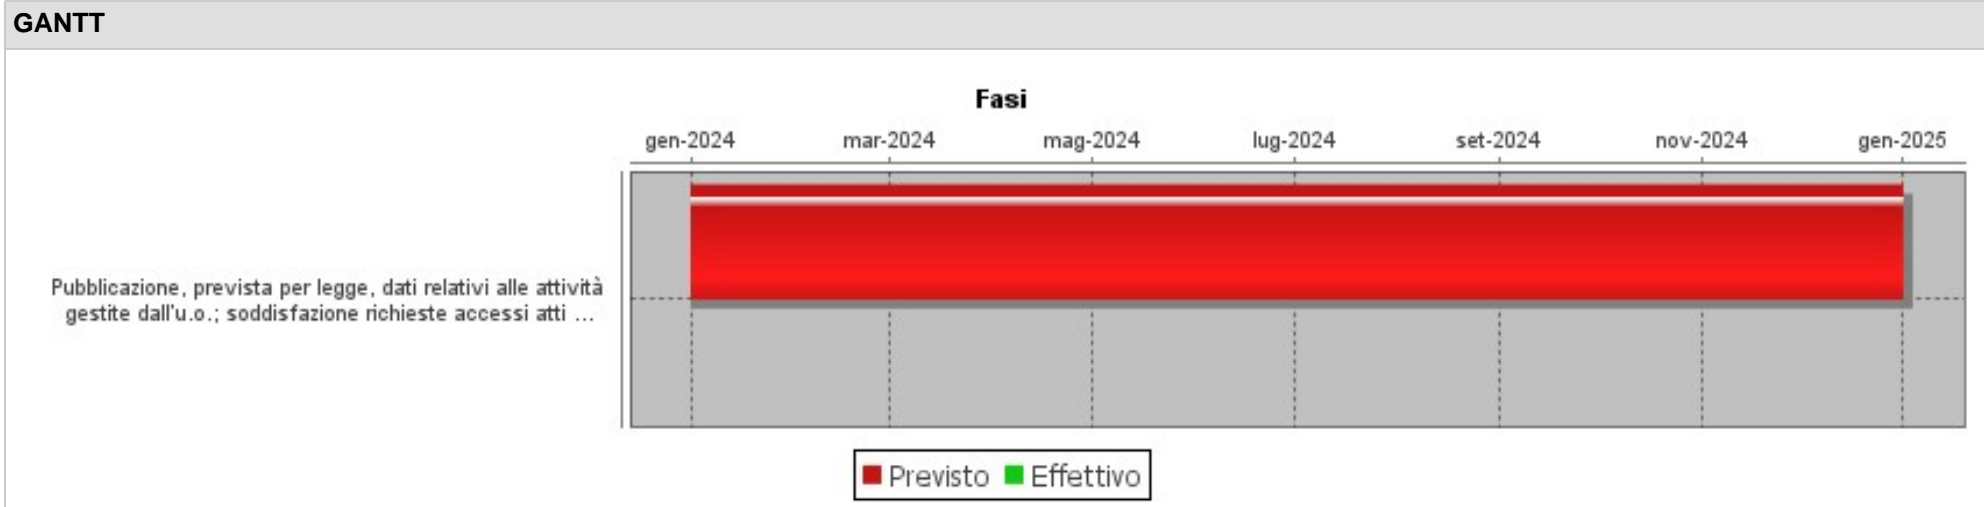 GANTT
Fasi
gen-2024 mar-2024 mag-2024 lug-2024 set-2024 nov-2024 gen-2025
Pubblicazione, prevista per legge, dati relativi alle attività
gestite dall'u.o.; soddisfazione richieste accessi atti ...
Previsto Effettivo